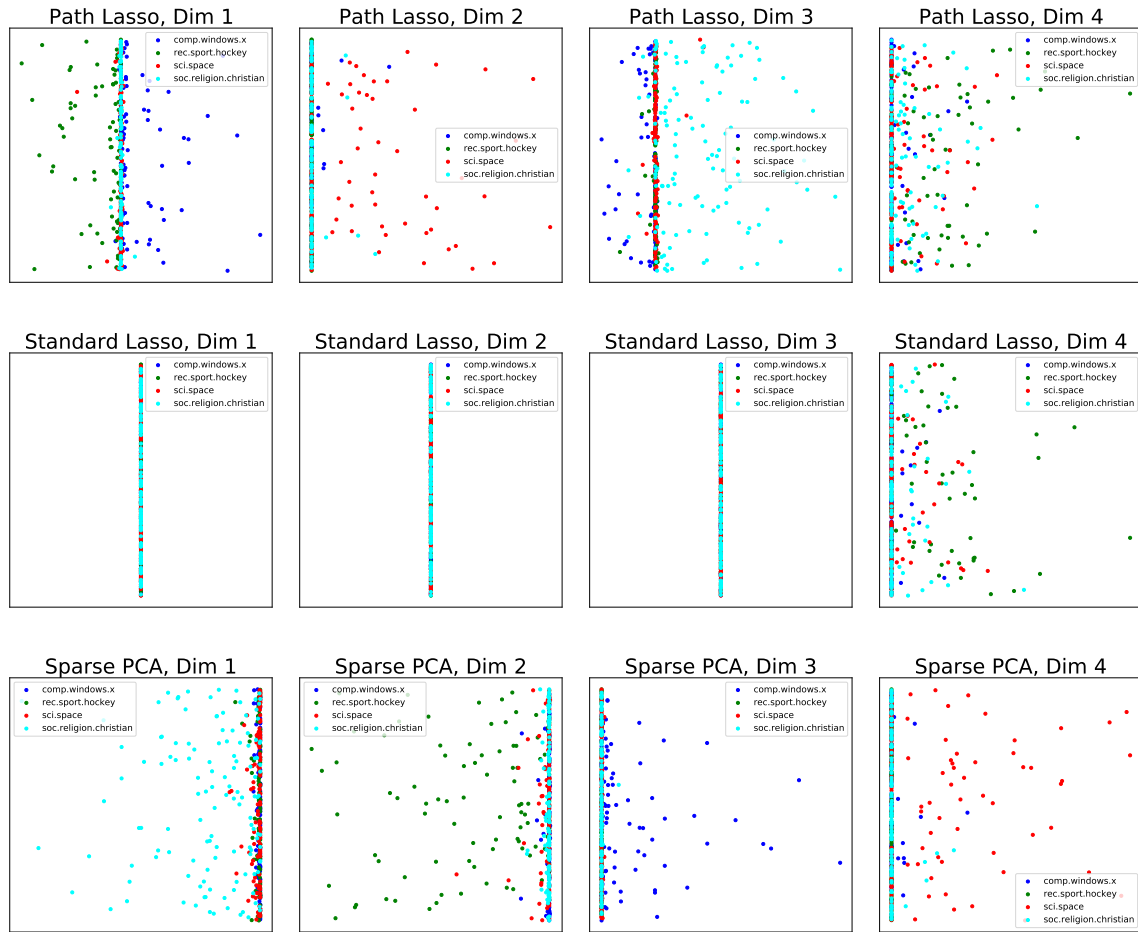 Path Lasso, Dim 1
comp.windows.x
rec.sport.hockey
sci.space
soc.religion.christian
Path Lasso, Dim 2
comp.windows.x
rec.sport.hockey
sci.space
soc.religion.christian
Path Lasso, Dim 3
comp.windows.x
rec.sport.hockey
sci.space
soc.religion.christian
Path Lasso, Dim 4
comp.windows.x
rec.sport.hockey
sci.space
soc.religion.christian
Standard Lasso, Dim 1
comp.windows.x
rec.sport.hockey
sci.space
soc.religion.christian
Standard Lasso, Dim 2
comp.windows.x
rec.sport.hockey
sci.space
soc.religion.christian
Standard Lasso, Dim 3
comp.windows.x
rec.sport.hockey
sci.space
soc.religion.christian
Standard Lasso, Dim 4
comp.windows.x
rec.sport.hockey
sci.space
soc.religion.christian
Sparse PCA, Dim 1
comp.windows.x
rec.sport.hockey
sci.space
soc.religion.christian
Sparse PCA, Dim 2
comp.windows.x
rec.sport.hockey
sci.space
soc.religion.christian
Sparse PCA, Dim 3
comp.windows.x
rec.sport.hockey
sci.space
soc.religion.christian
Sparse PCA, Dim 4
comp.windows.x
rec.sport.hockey
sci.space
soc.religion.christian